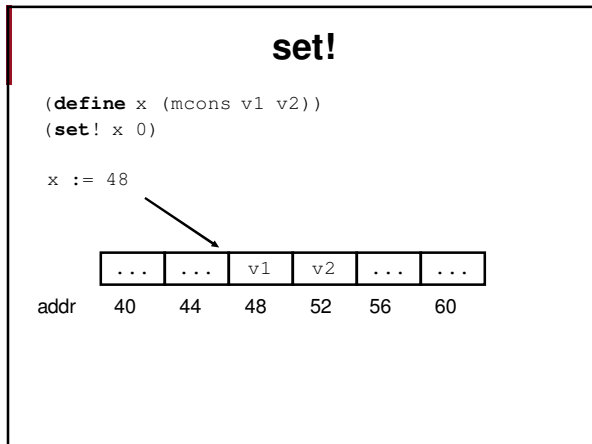 set!
(define x (mcons v1 v2))
(set! x 0)
x := 48
... ... v1 v2 ... ...
addr 40 44 48 52 56 60